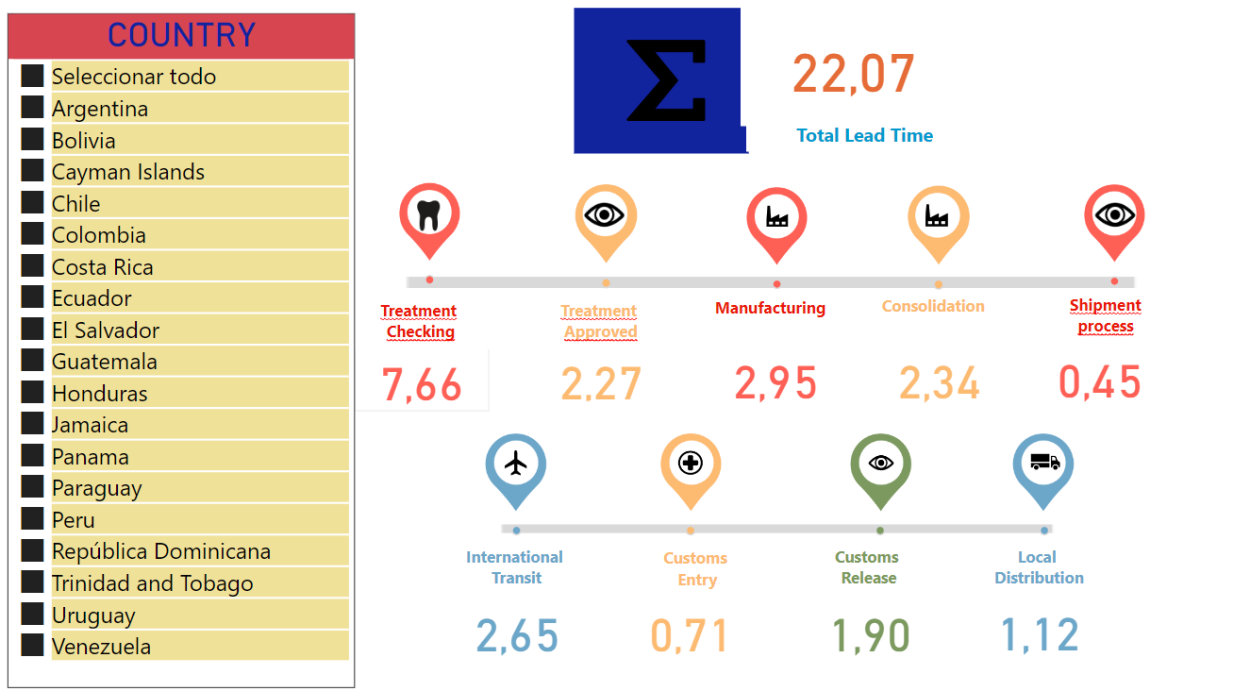 COUNTRY
Seleccionar todo
Argentina
Bolivia
Cayman Islands
Chile
Colombia
Costa Rica
Ecuador
El Salvador
Guatemala
Honduras
Jamaica
Panama
Paraguay
Peru
República Dominicana
Trinidad and Tobago
Uruguay
Venezuela
Σ
22,07
Total Lead Time
Treatment
Checking
7,66
Treatment
Approved
2,27
Manufacturing
2,95
Consolidation
2,34
Shipment
process
0,45
International
Transit
2,65
Customs
Entry
0,71
Customs
Release
1,90
Local
Distribution
1,12